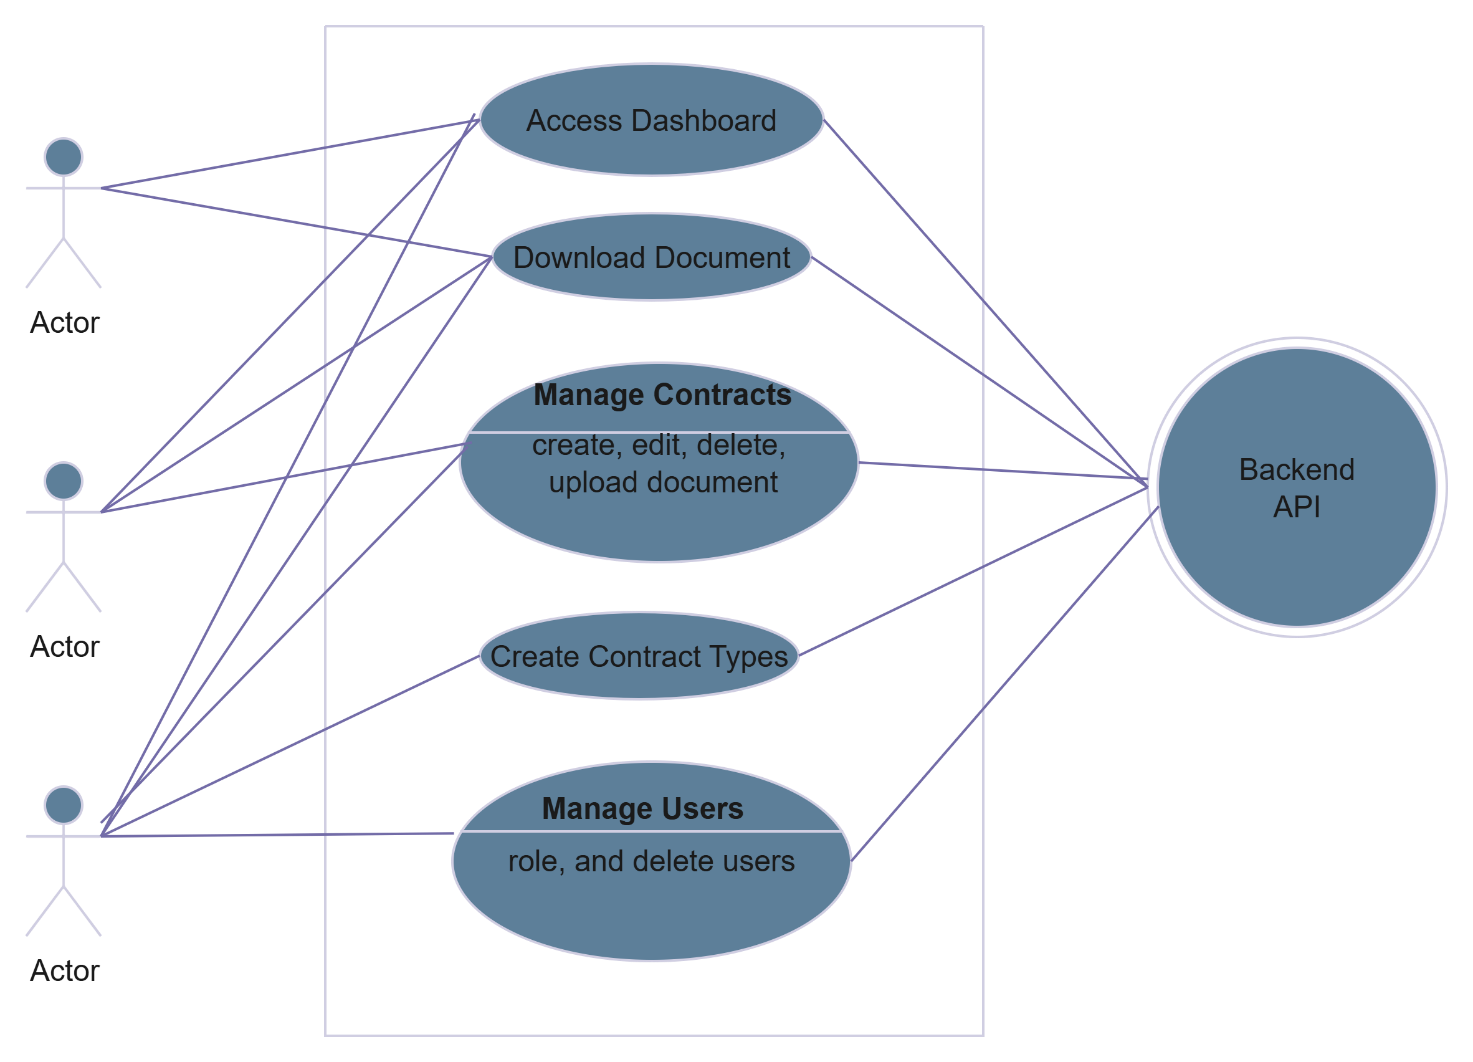 Access Dashboard
Download Document
Actor
Manage Contracts
create, edit, delete,
upload document
Backend
API
Actor
Create Contract Types
Manage Users
role, and delete users
Actor